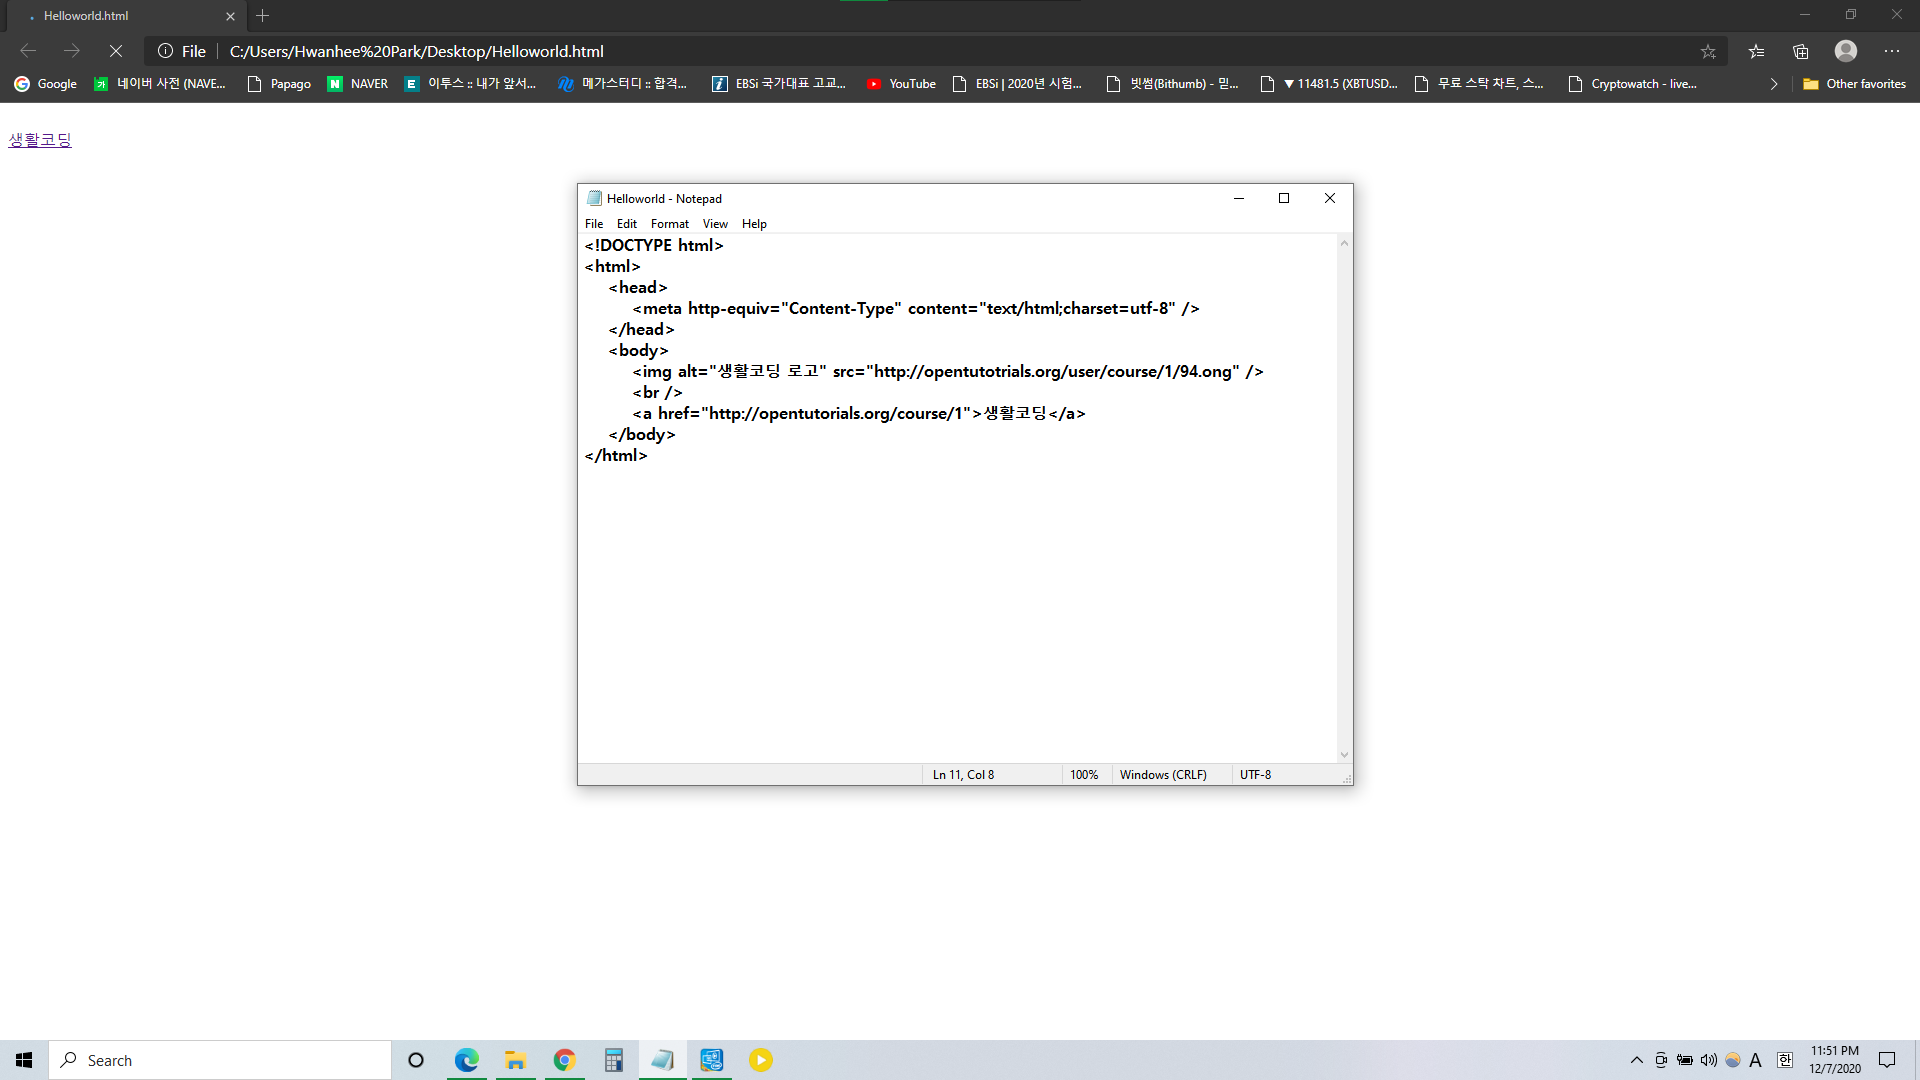 Helloworld.html
File C:/Users/Hwanhee%20Park/Desktop/Helloworld.html
Google 네이버 사전 (NAVE... Papago NAVER 이투스 :: 내가 앞서... 메가스터디 :: 합격... EBSi 국가대표 고교... YouTube EBSi | 2020년 시험... 빗썸(Bithumb) - 믿... ▼ 11481.5 (XBTUSD... 무료 스탁 차트, 스... Cryptowatch - live... Other favorites
생활코딩
Helloworld - Notepad
File Edit Format View Help
<!DOCTYPE html>
<html>
<head>
<meta http-equiv="Content-Type" content="text/html;charset=utf-8" />
</head>
<body>
<img alt="생활코딩 로고" src="http://opentutotrials.org/user/course/1/94.ong" />
<br />
<a href="http://opentutorials.org/course/1">생활코딩</a>
</body>
</html>
Ln 11, Col 8 100% Windows (CRLF) UTF-8
Search
A 한 11:51 PM
12/7/2020